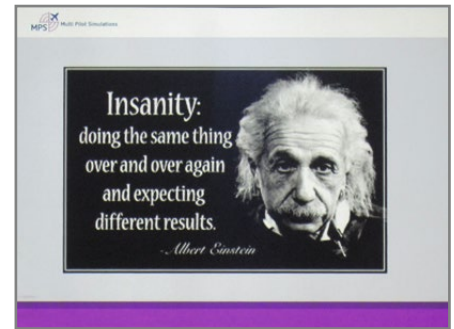 MPS Multi Pilot Simulations
Insanity:
doing the same thing
over and over again
and expecting
different results.
-Albert Einstein